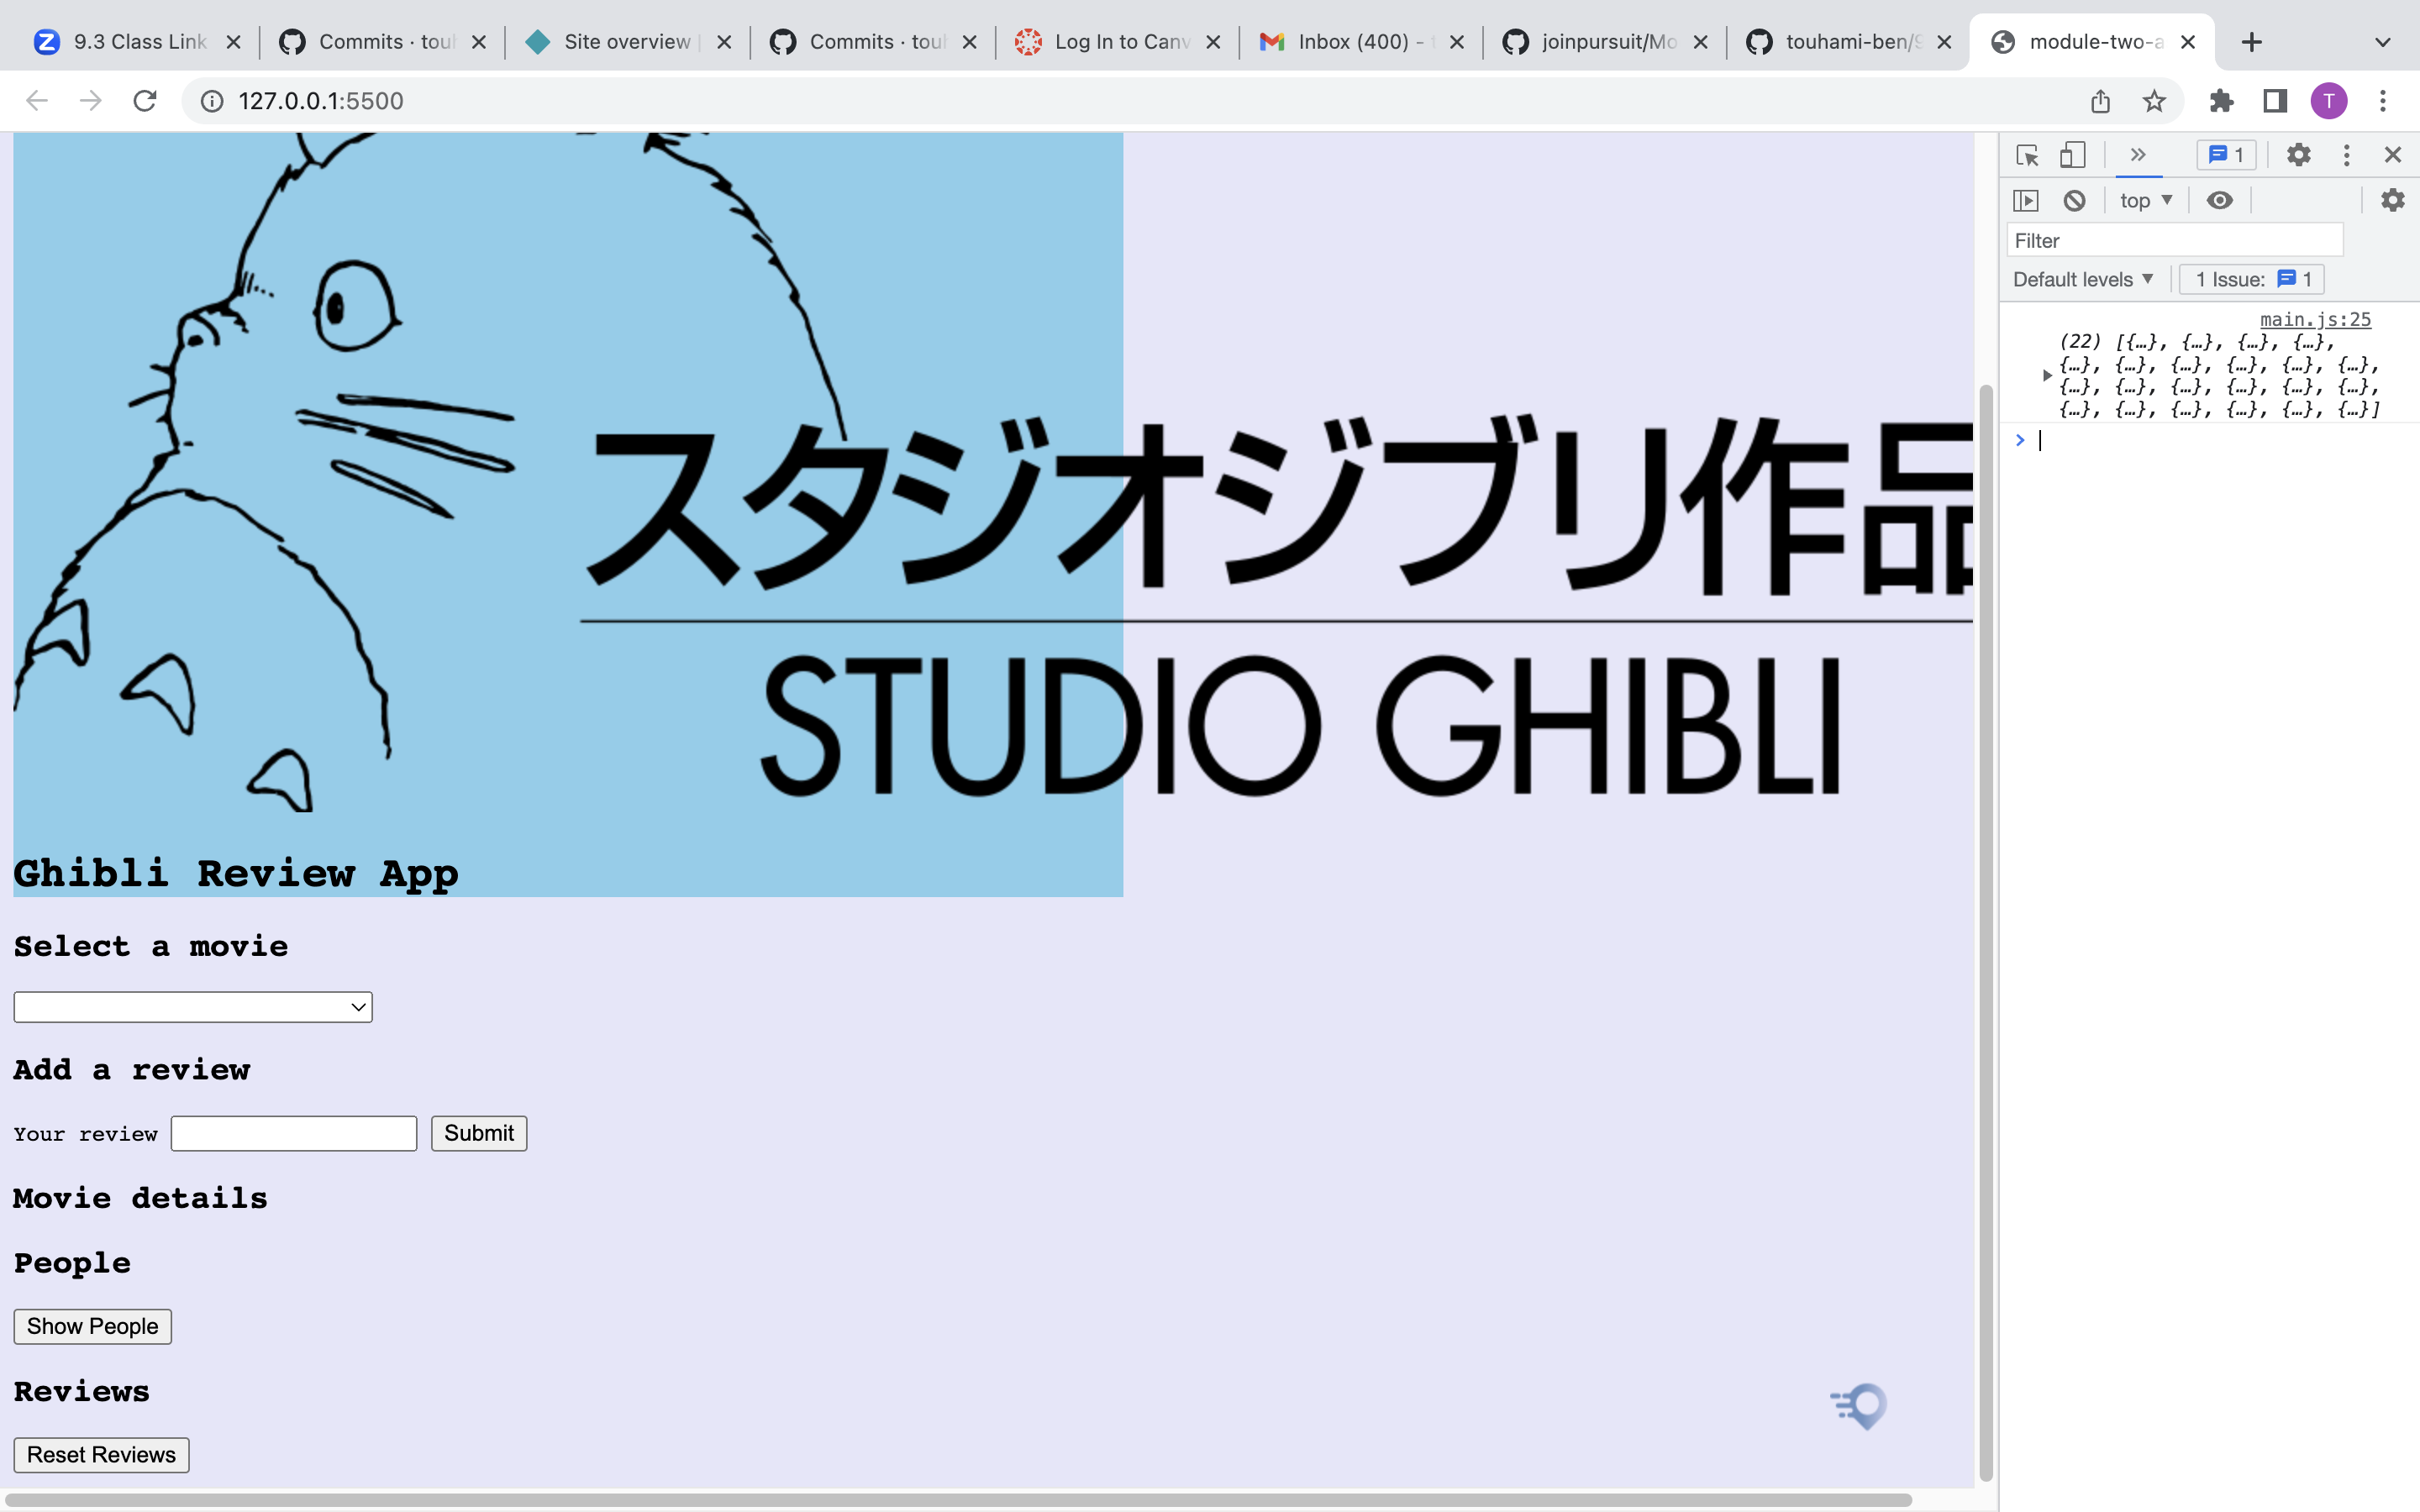 9.3 Class Link
Commits · tou
Site overview
Commits · tou
Log In to Canv
Inbox (400) -
joinpursuit/Mo
touhami-ben/9
module-two-a
127.0.0.1:5500
T
スタジオジブリ作品
STUDIO GHIBLI
Ghibli Review App
Select a movie
Add a review
Your review Submit
Movie details
People
Show People
Reviews
Reset Reviews
1
top
Filter
Default levels 1 Issue: 1
main.js:25
(22) [{…}, {…}, {…}, {…},
{…}, {…}, {…}, {…}, {…}, {…},
{…}, {…}, {…}, {…}, {…}, {…},
{…}, {…}, {…}, {…}, {…}, {…}]